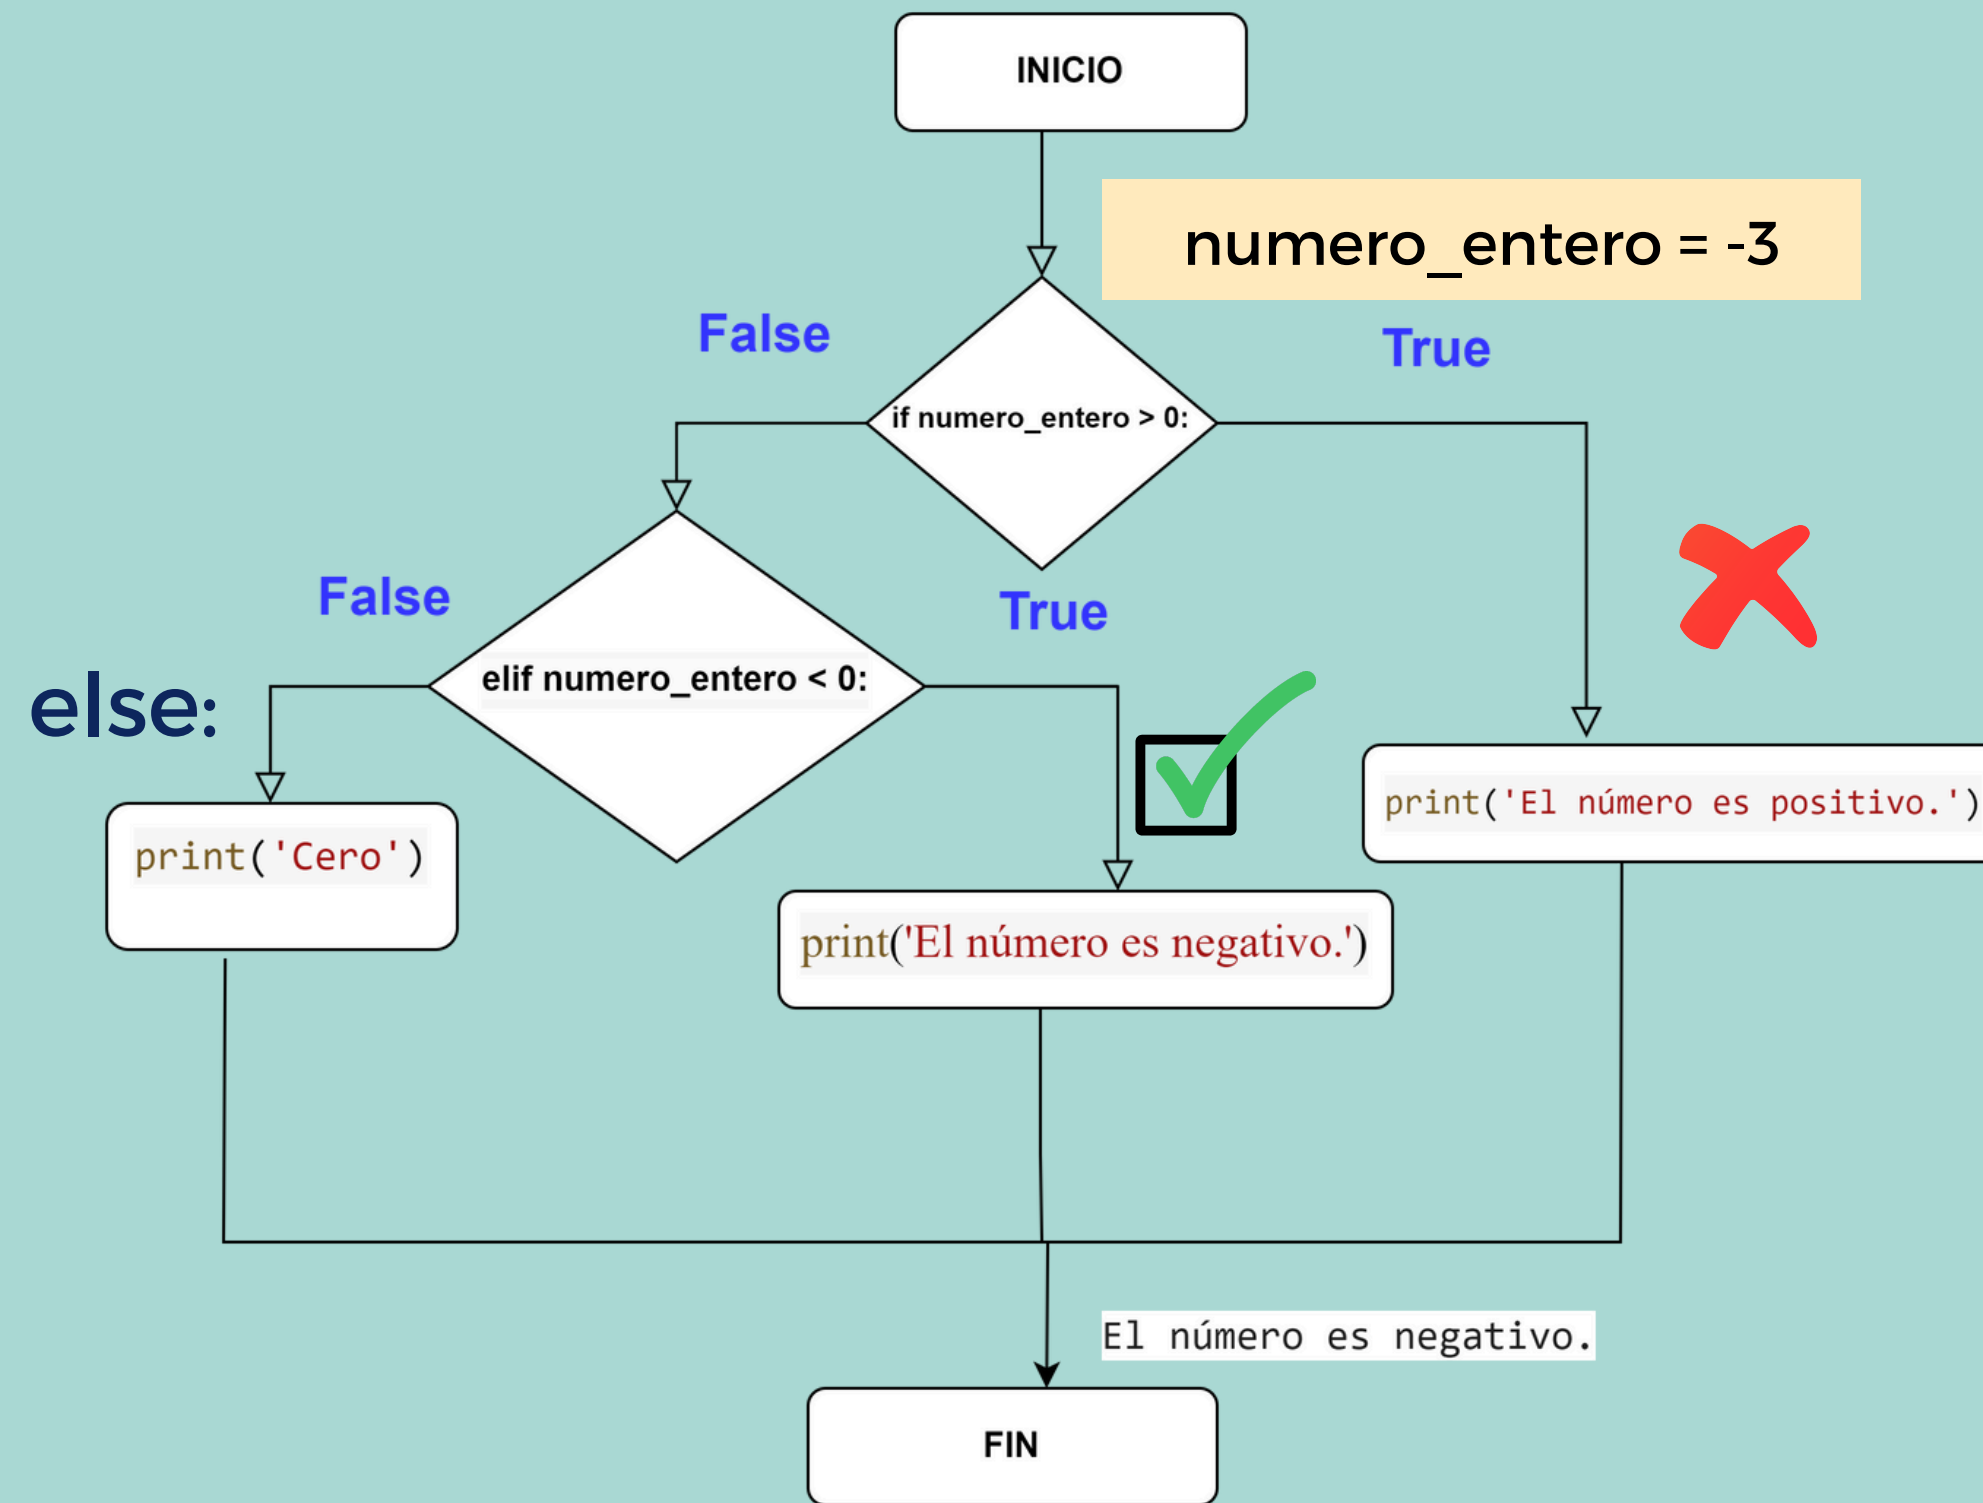 INICIO
numero_entero = -3
False
True
if numero_entero > 0:
False
True
elif numero_entero < 0:
else:
print('El número es positivo.')
print('Cero')
print('El número es negativo.')
El número es negativo.
FIN